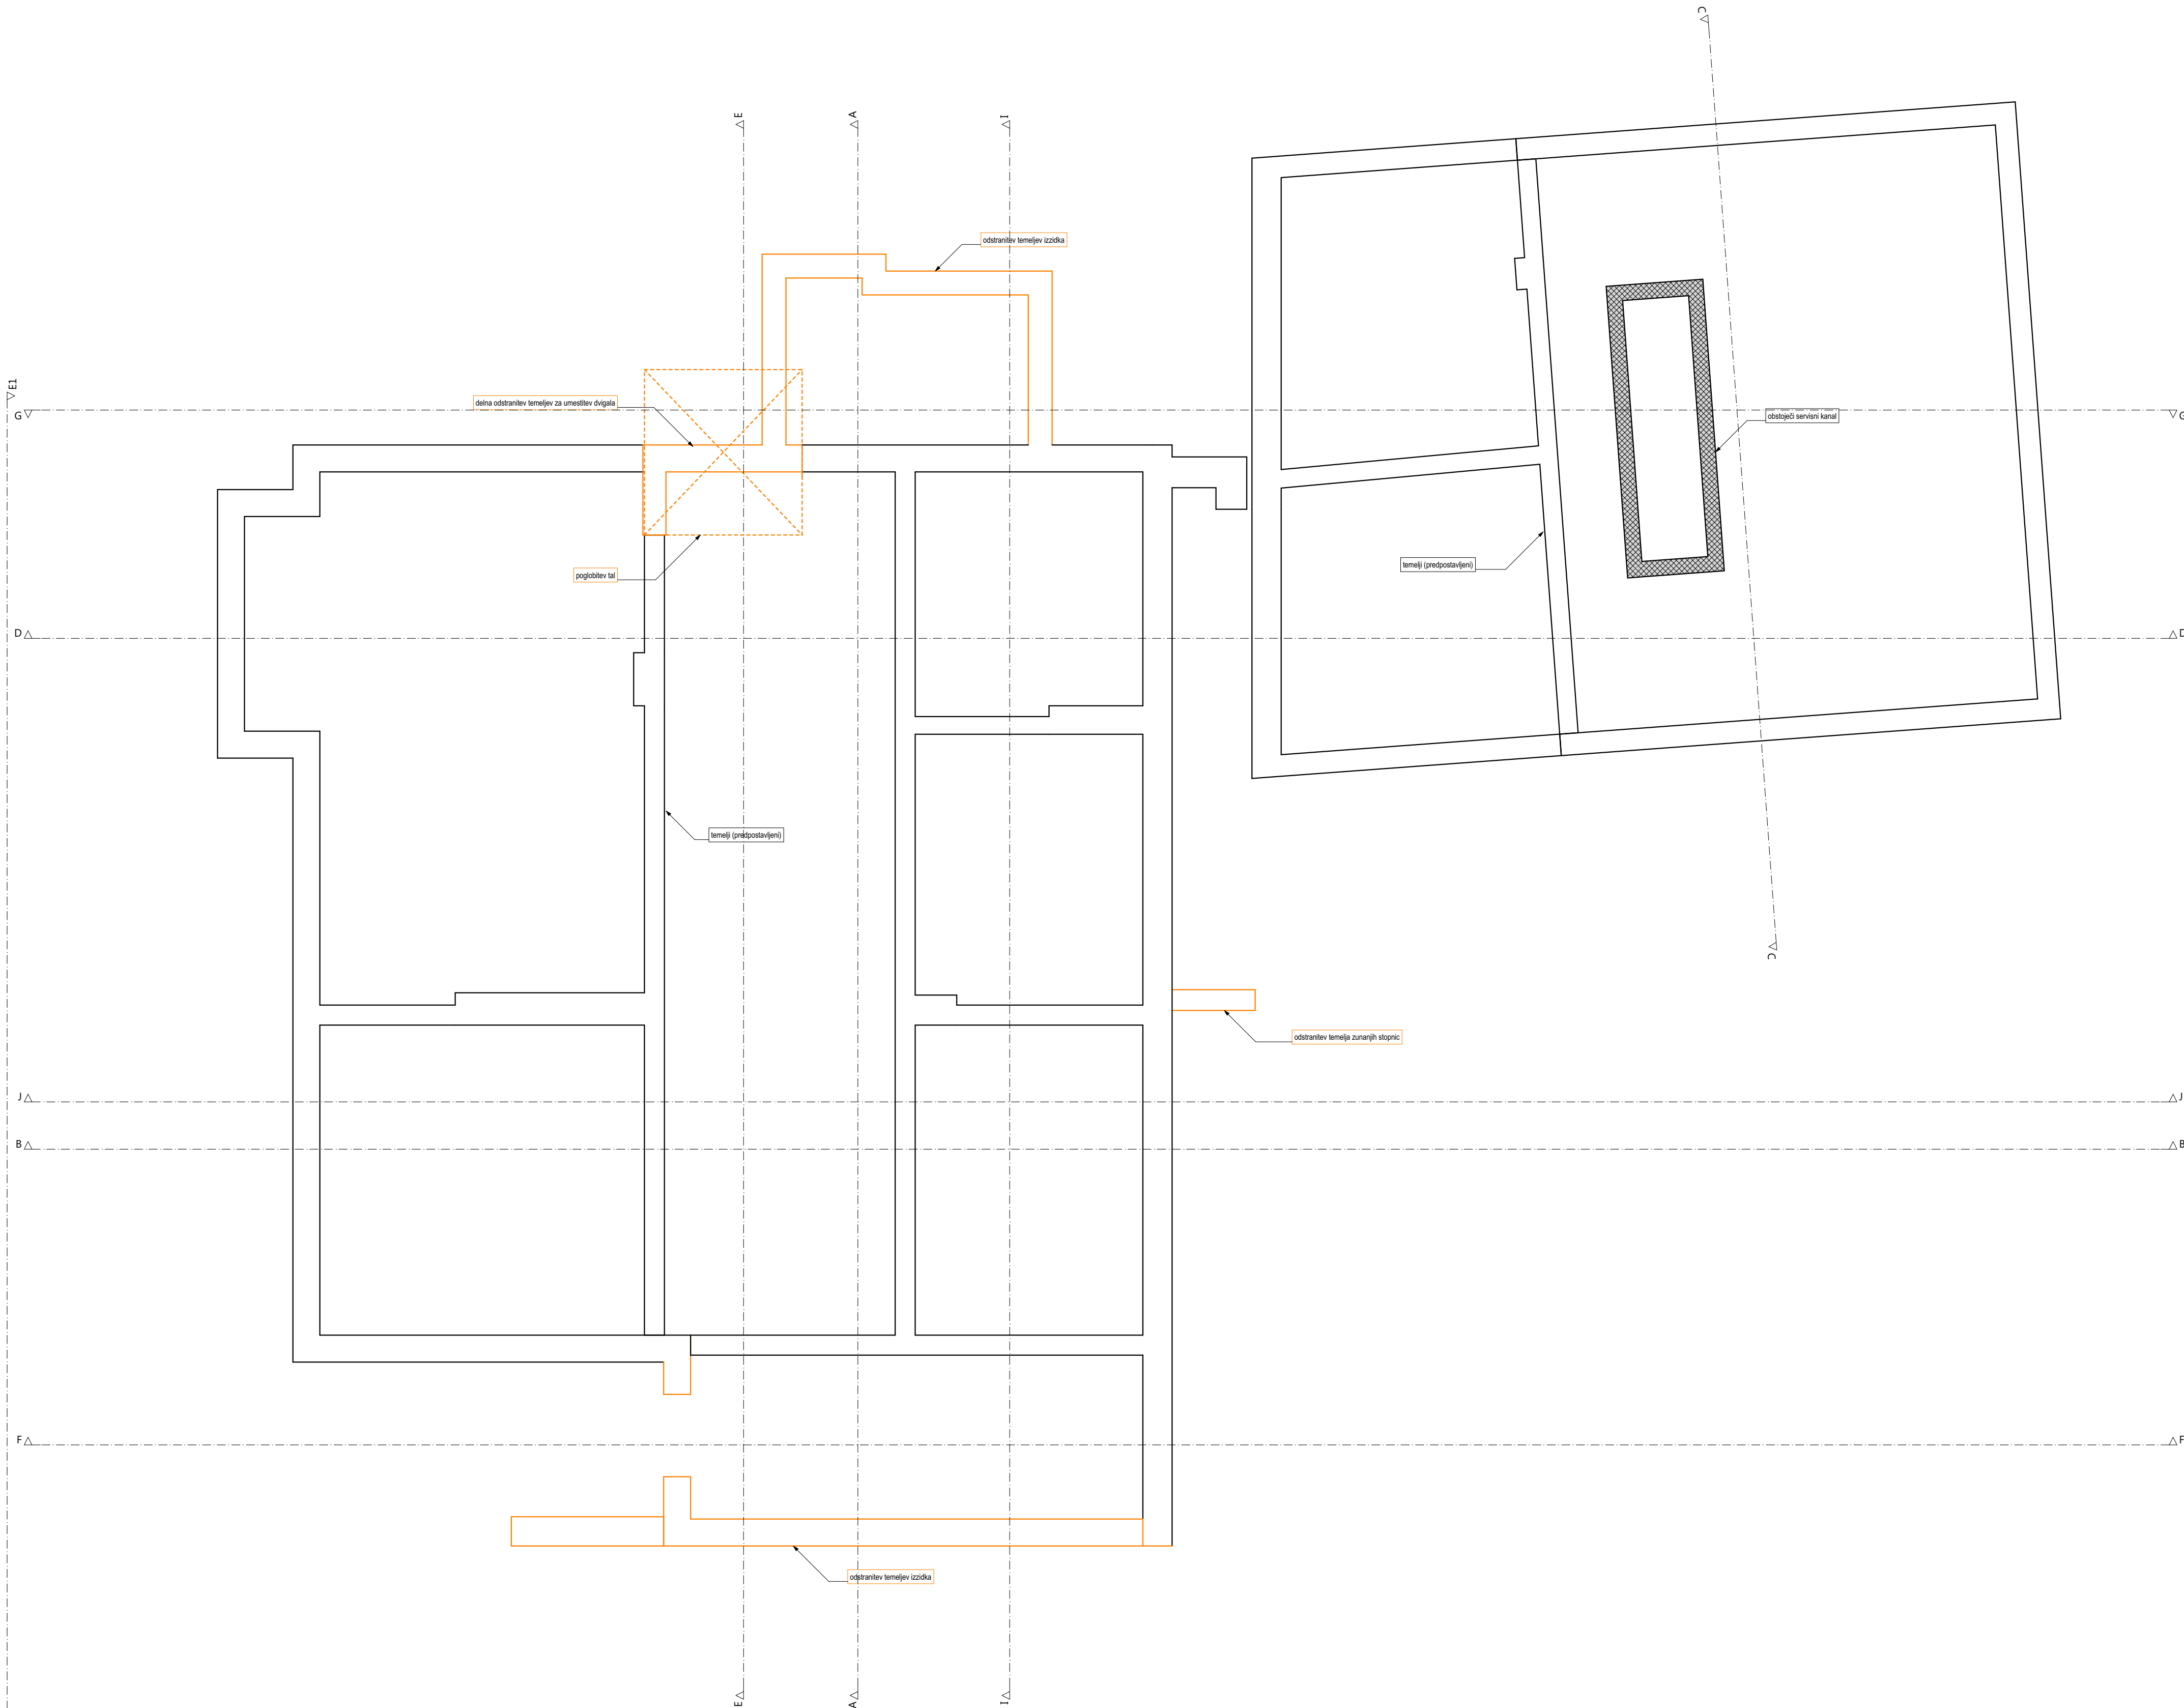 C
E
A
I
odstranitev temeljev izzidka
E1
delna odstranitev temeljev za umestitev dvigala
G
G
obstoječi servisni kanal
temelji (predpostavljeni)
poglobitev tal
D
D
temelji (predpostavljeni)
C
odstranitev temelja zunanjih stopnic
J
J
B
B
F
F
odstranitev temeljev izzidka
E
A
I